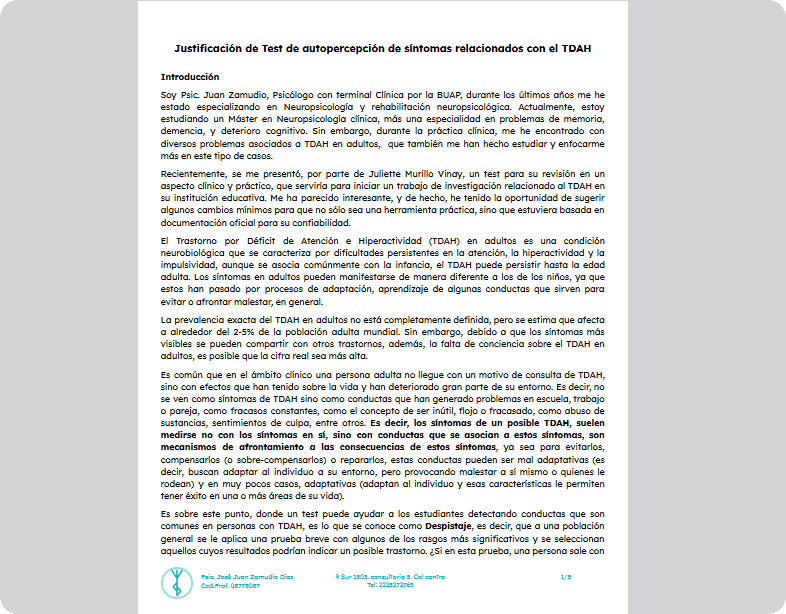 Justificación de Test de autopercepción de síntomas relacionados con el TDAH
Introducción
Soy Psic. Juan Zamudio, Psicólogo con terminal Clínica por la BUAP, durante los últimos años me he
estado especializando en Neuropsicología y rehabilitación neuropsicológica. Actualmente, estoy
estudiando un Máster en Neuropsicología clínica, más una especialidad en problemas de memoria,
demencia, y deterioro cognitivo. Sin embargo, durante la práctica clínica, me he encontrado con
diversos problemas asociados a TDAH en adultos, que también me han hecho estudiar y enfocarme
más en este tipo de casos.
Recientemente, se me presentó, por parte de Juliette Murillo Vinay, un test para su revisión en un
aspecto clínico y práctico, que serviría para iniciar un trabajo de investigación relacionado al TDAH en
su institución educativa. Me ha parecido interesante, y de hecho, he tenido la oportunidad de sugerir
algunos cambios mínimos para que no sólo sea una herramienta práctica, sino que estuviera basada en
documentación oficial para su confiabilidad.
El Trastorno por Déficit de Atención e Hiperactividad (TDAH) en adultos es una condición
neurobiológica que se caracteriza por dificultades persistentes en la atención, la hiperactividad y la
impulsividad, aunque se asocia comúnmente con la infancia, el TDAH puede persistir hasta la edad
adulta. Los síntomas en adultos pueden manifestarse de manera diferente a los de los niños, ya que
estos han pasado por procesos de adaptación, aprendizaje de algunas conductas que sirven para
evitar o afrontar malestar, en general.
La prevalencia exacta del TDAH en adultos no está completamente definida, pero se estima que afecta
a alrededor del 2-5% de la población adulta mundial. Sin embargo, debido a que los síntomas más
visibles se pueden compartir con otros trastornos, además, la falta de conciencia sobre el TDAH en
adultos, es posible que la cifra real sea más alta.
Es común que en el ámbito clínico una persona adulta no llegue con un motivo de consulta de TDAH,
sino con efectos que han tenido sobre la vida y han deteriorado gran parte de su entorno. Es decir, no
se ven como síntomas de TDAH sino como conductas que han generado problemas en escuela, trabajo
o pareja, como fracasos constantes, como el concepto de ser inútil, flojo o fracasado, como abuso de
sustancias, sentimientos de culpa, entre otros. Es decir, los síntomas de un posible TDAH, suelen
medirse no con los síntomas en sí, sino con conductas que se asocian a estos síntomas, son
mecanismos de afrontamiento a las consecuencias de estos síntomas, ya sea para evitarlos,
compensarlos (o sobre-compensarlos) o repararlos, estas conductas pueden ser mal adaptativas (es
decir, buscan adaptar al individuo a su entorno, pero provocando malestar a sí mismo o quienes le
rodean) y en muy pocos casos, adaptativas (adaptan al individuo y esas características le permiten
tener éxito en una o más áreas de su vida).
Es sobre este punto, donde un test puede ayudar a los estudiantes detectando conductas que son
comunes en personas con TDAH, es lo que se conoce como Despistaje, es decir, que a una población
general se le aplica una prueba breve con algunos de los rasgos más significativos y se seleccionan
aquellos cuyos resultados podrían indicar un posible trastorno. ¿Si en esta prueba, una persona sale con
Psic. José Juan Zamudio Díaz
Ced.Prof. 08778087
9 Sur 1503, consultorio 3. Col centro
Tel: 2223272763
1/3